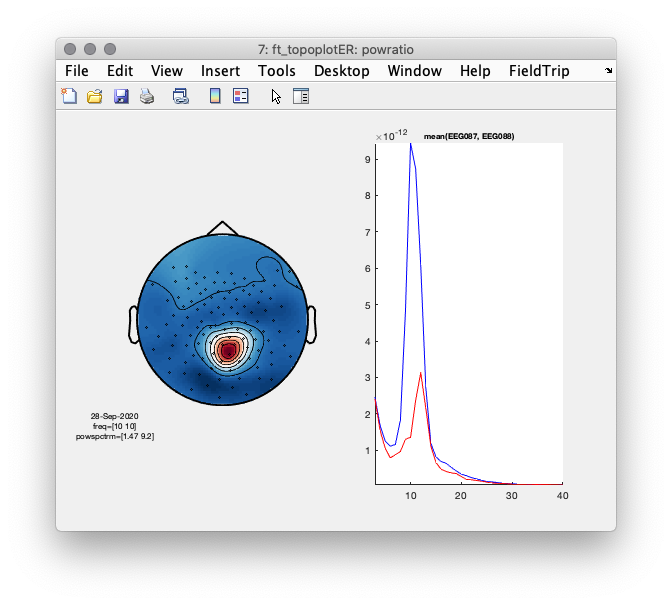 7: ft_topoplotER: powratio
File Edit View Insert Tools Desktop Window Help FieldTrip
×10-12
mean(EEG087, EEG088)
9
8
7
6
5
4
3
2
1
10 20 30 40
28-Sep-2020
freq=[10 10]
powspctrm=[1.47 9.2]